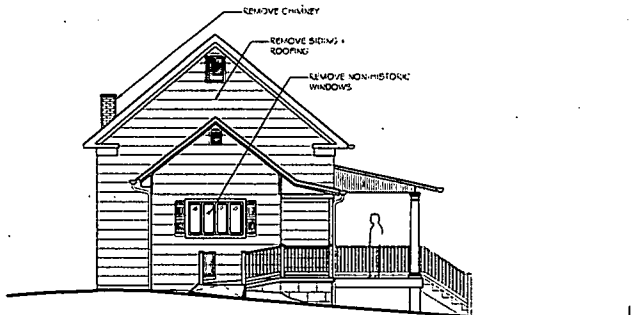 REMOVE CHIMNEY
REMOVE SIDING +
ROOFING
REMOVE NON-HISTORIC
WINDOWS